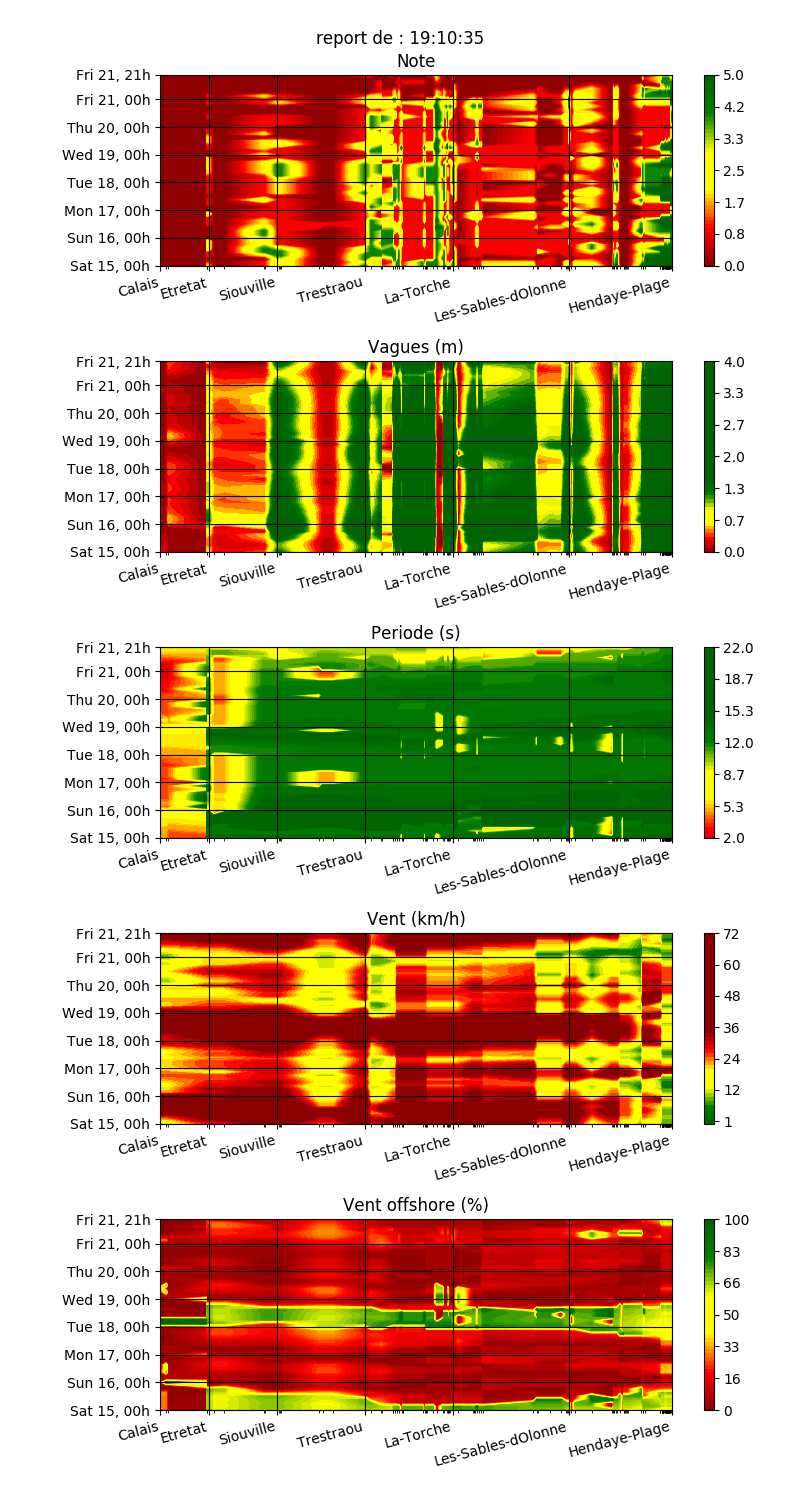 report de : 19:10:35
Note
Fri 21, 21h
Fri 21, 00h
Thu 20, 00h
Wed 19, 00h
Tue 18, 00h
Mon 17, 00h
Sun 16, 00h
Sat 15, 00h
Calais
Etretat
Siouville
Trestraou
La-Torche
Les-Sables-dOlonne
Hendaye-Plage
5.0
4.2
3.3
2.5
1.7
0.8
0.0
Vagues (m)
Fri 21, 21h
Fri 21, 00h
Thu 20, 00h
Wed 19, 00h
Tue 18, 00h
Mon 17, 00h
Sun 16, 00h
Sat 15, 00h
Calais
Etretat
Siouville
Trestraou
La-Torche
Les-Sables-dOlonne
Hendaye-Plage
4.0
3.3
2.7
2.0
1.3
0.7
0.0
Periode (s)
Fri 21, 21h
Fri 21, 00h
Thu 20, 00h
Wed 19, 00h
Tue 18, 00h
Mon 17, 00h
Sun 16, 00h
Sat 15, 00h
Calais
Etretat
Siouville
Trestraou
La-Torche
Les-Sables-dOlonne
Hendaye-Plage
22.0
18.7
15.3
12.0
8.7
5.3
2.0
Vent (km/h)
Fri 21, 21h
Fri 21, 00h
Thu 20, 00h
Wed 19, 00h
Tue 18, 00h
Mon 17, 00h
Sun 16, 00h
Sat 15, 00h
Calais
Etretat
Siouville
Trestraou
La-Torche
Les-Sables-dOlonne
Hendaye-Plage
72
60
48
36
24
12
1
Vent offshore (%)
Fri 21, 21h
Fri 21, 00h
Thu 20, 00h
Wed 19, 00h
Tue 18, 00h
Mon 17, 00h
Sun 16, 00h
Sat 15, 00h
Calais
Etretat
Siouville
Trestraou
La-Torche
Les-Sables-dOlonne
Hendaye-Plage
100
83
66
50
33
16
0